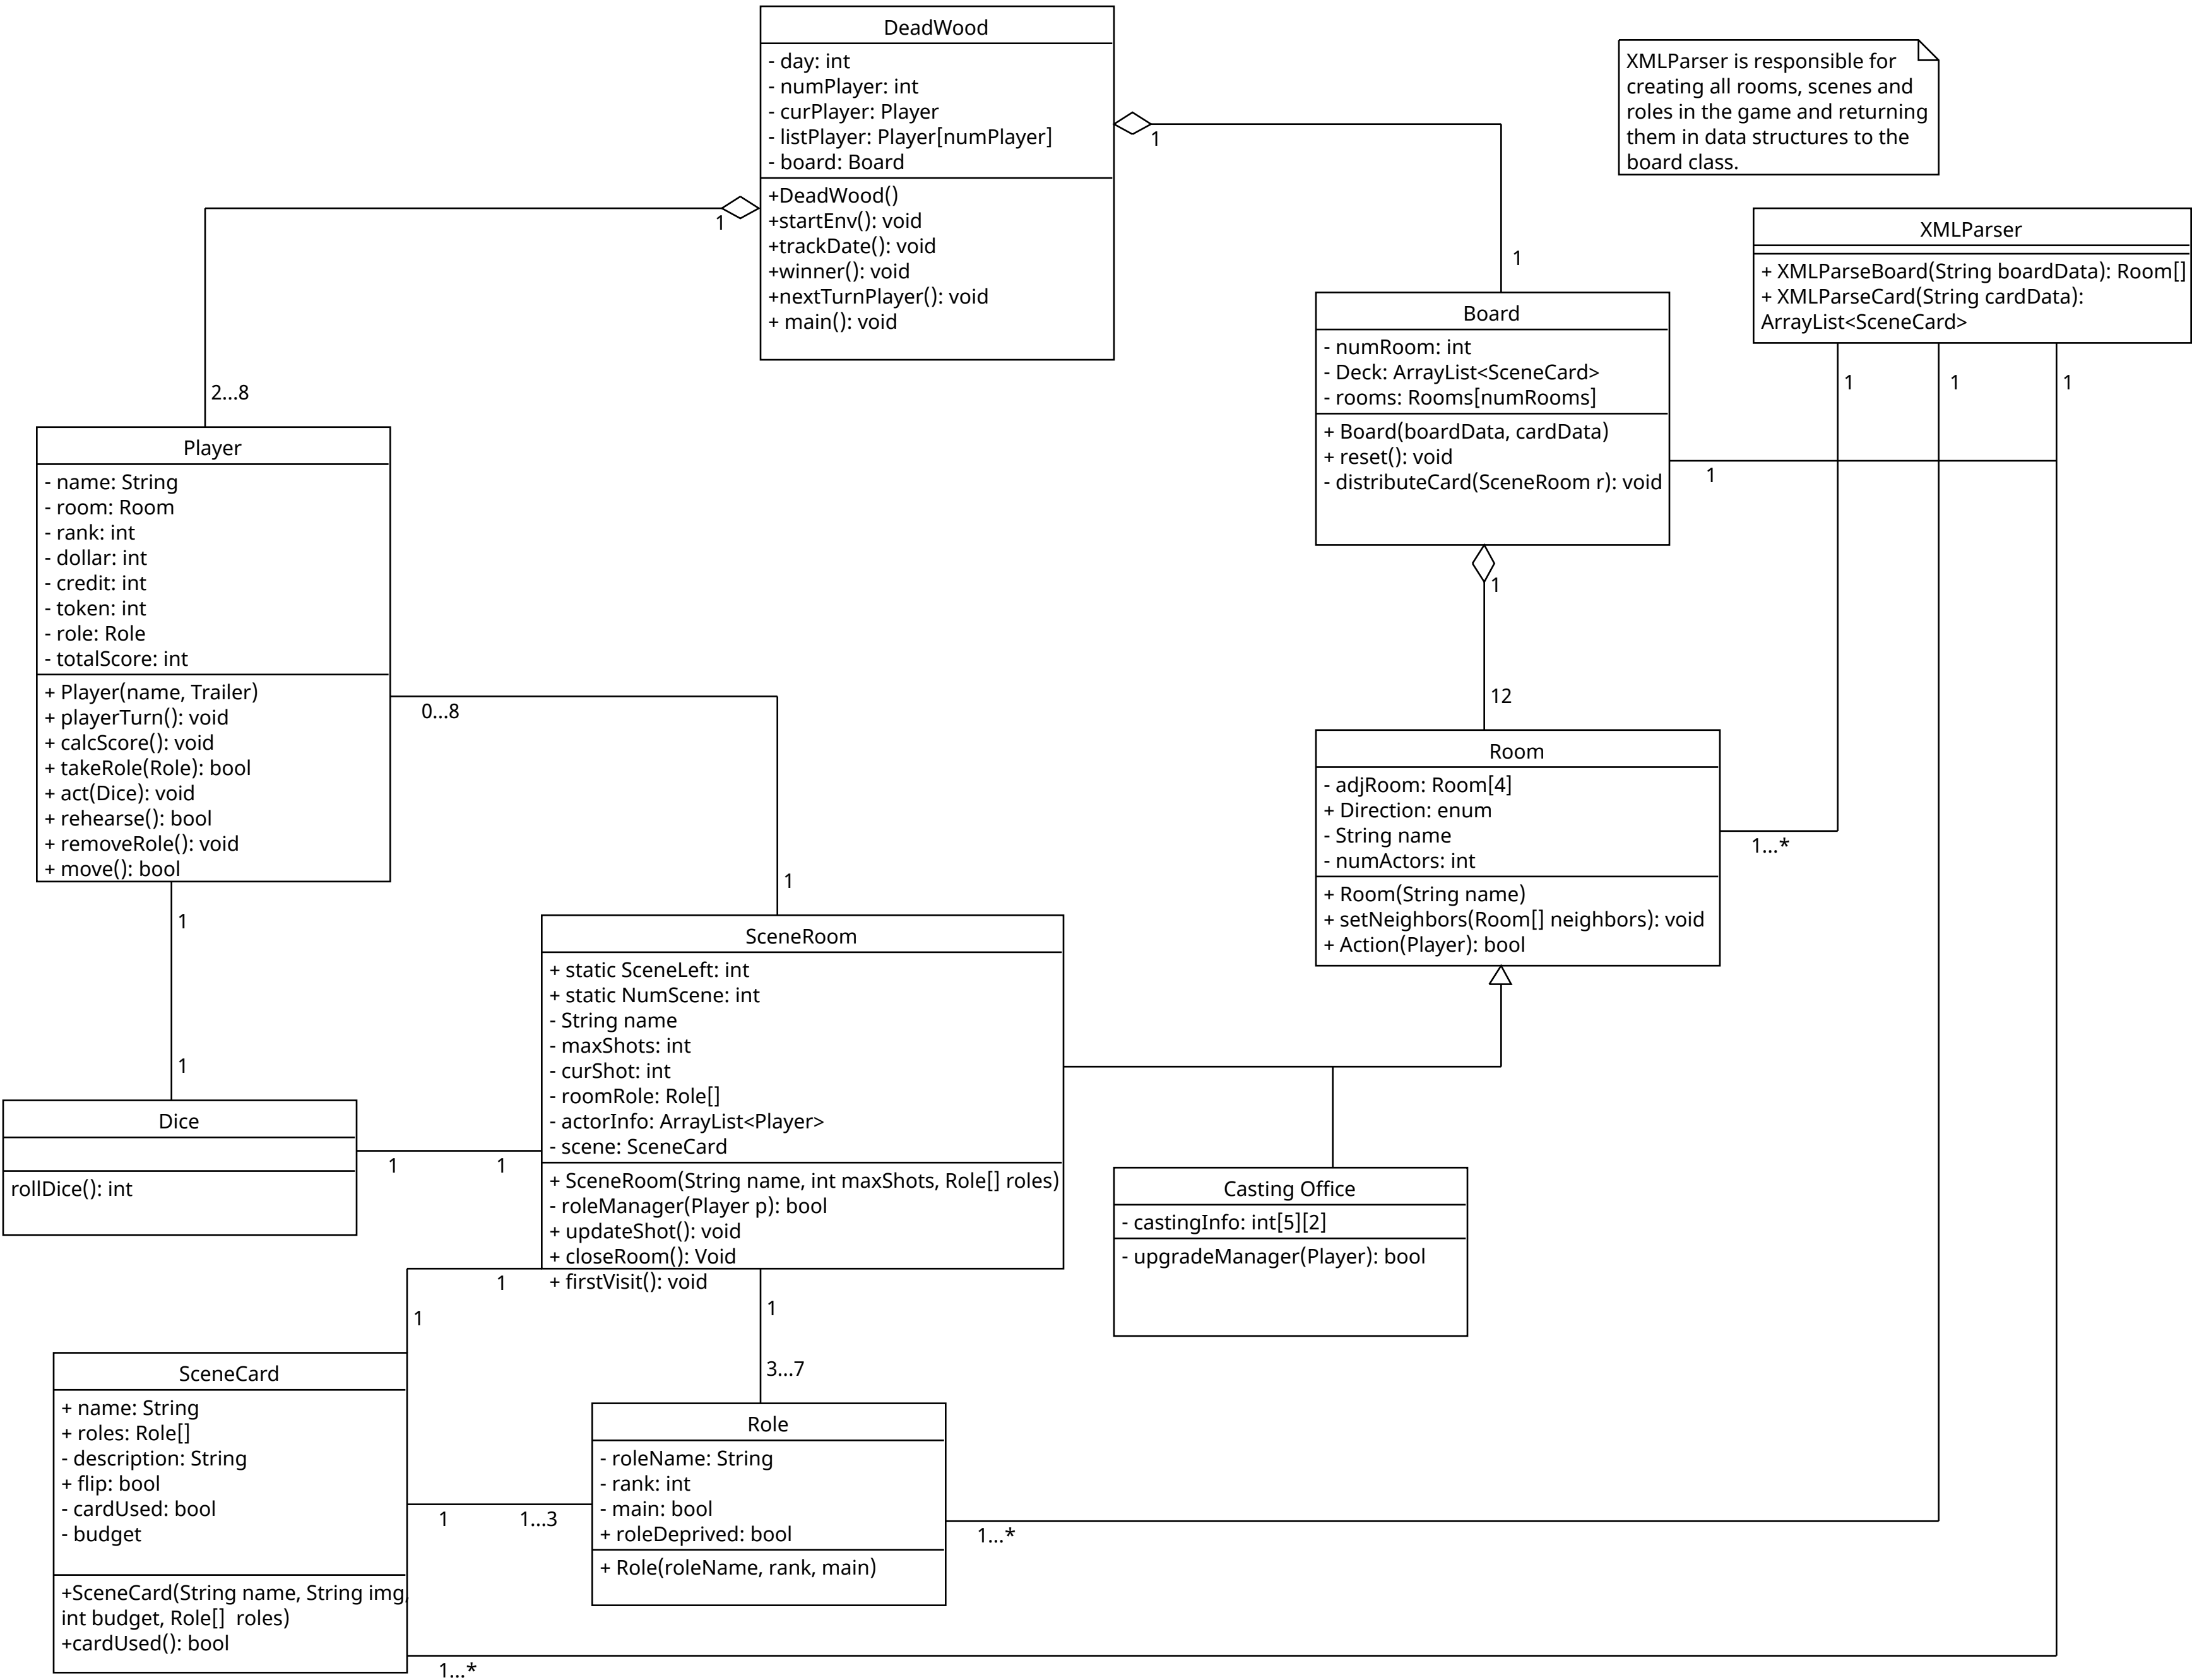 DeadWood
- day: int
- numPlayer: int
- curPlayer: Player
- listPlayer: Player[numPlayer]
- board: Board
+DeadWood()
+startEnv(): void
+trackDate(): void
+winner(): void
+nextTurnPlayer(): void
+ main(): void
1
1
1
2...8
XMLParser is responsible for
creating all rooms, scenes and
roles in the game and returning
them in data structures to the
board class.
XMLParser
+ XMLParseBoard(String boardData): Room[]
+ XMLParseCard(String cardData):
ArrayList<SceneCard>
1
1
1
Board
- numRoom: int
- Deck: ArrayList<SceneCard>
- rooms: Rooms[numRooms]
+ Board(boardData, cardData)
+ reset(): void
- distributeCard(SceneRoom r): void
1
1
12
Player
- name: String
- room: Room
- rank: int
- dollar: int
- credit: int
- token: int
- role: Role
- totalScore: int
+ Player(name, Trailer)
+ playerTurn(): void
+ calcScore(): void
+ takeRole(Role): bool
+ act(Dice): void
+ rehearse(): bool
+ removeRole(): void
+ move(): bool
0...8
1
1
1
Room
- adjRoom: Room[4]
+ Direction: enum
- String name
- numActors: int
+ Room(String name)
+ setNeighbors(Room[] neighbors): void
+ Action(Player): bool
1...*
SceneRoom
+ static SceneLeft: int
+ static NumScene: int
- String name
- maxShots: int
- curShot: int
- roomRole: Role[]
- actorInfo: ArrayList<Player>
- scene: SceneCard
+ SceneRoom(String name, int maxShots, Role[] roles)
- roleManager(Player p): bool
+ updateShot(): void
+ closeRoom(): Void
+ firstVisit(): void
Dice
rollDice(): int
1
1
Casting Office
- castingInfo: int[5][2]
- upgradeManager(Player): bool
1
1
1
3...7
SceneCard
+ name: String
+ roles: Role[]
- description: String
+ flip: bool
- cardUsed: bool
- budget
+SceneCard(String name, String img,
int budget, Role[]  roles)
+cardUsed(): bool
1
1...3
Role
- roleName: String
- rank: int
- main: bool
+ roleDeprived: bool
+ Role(roleName, rank, main)
1...*
1...*